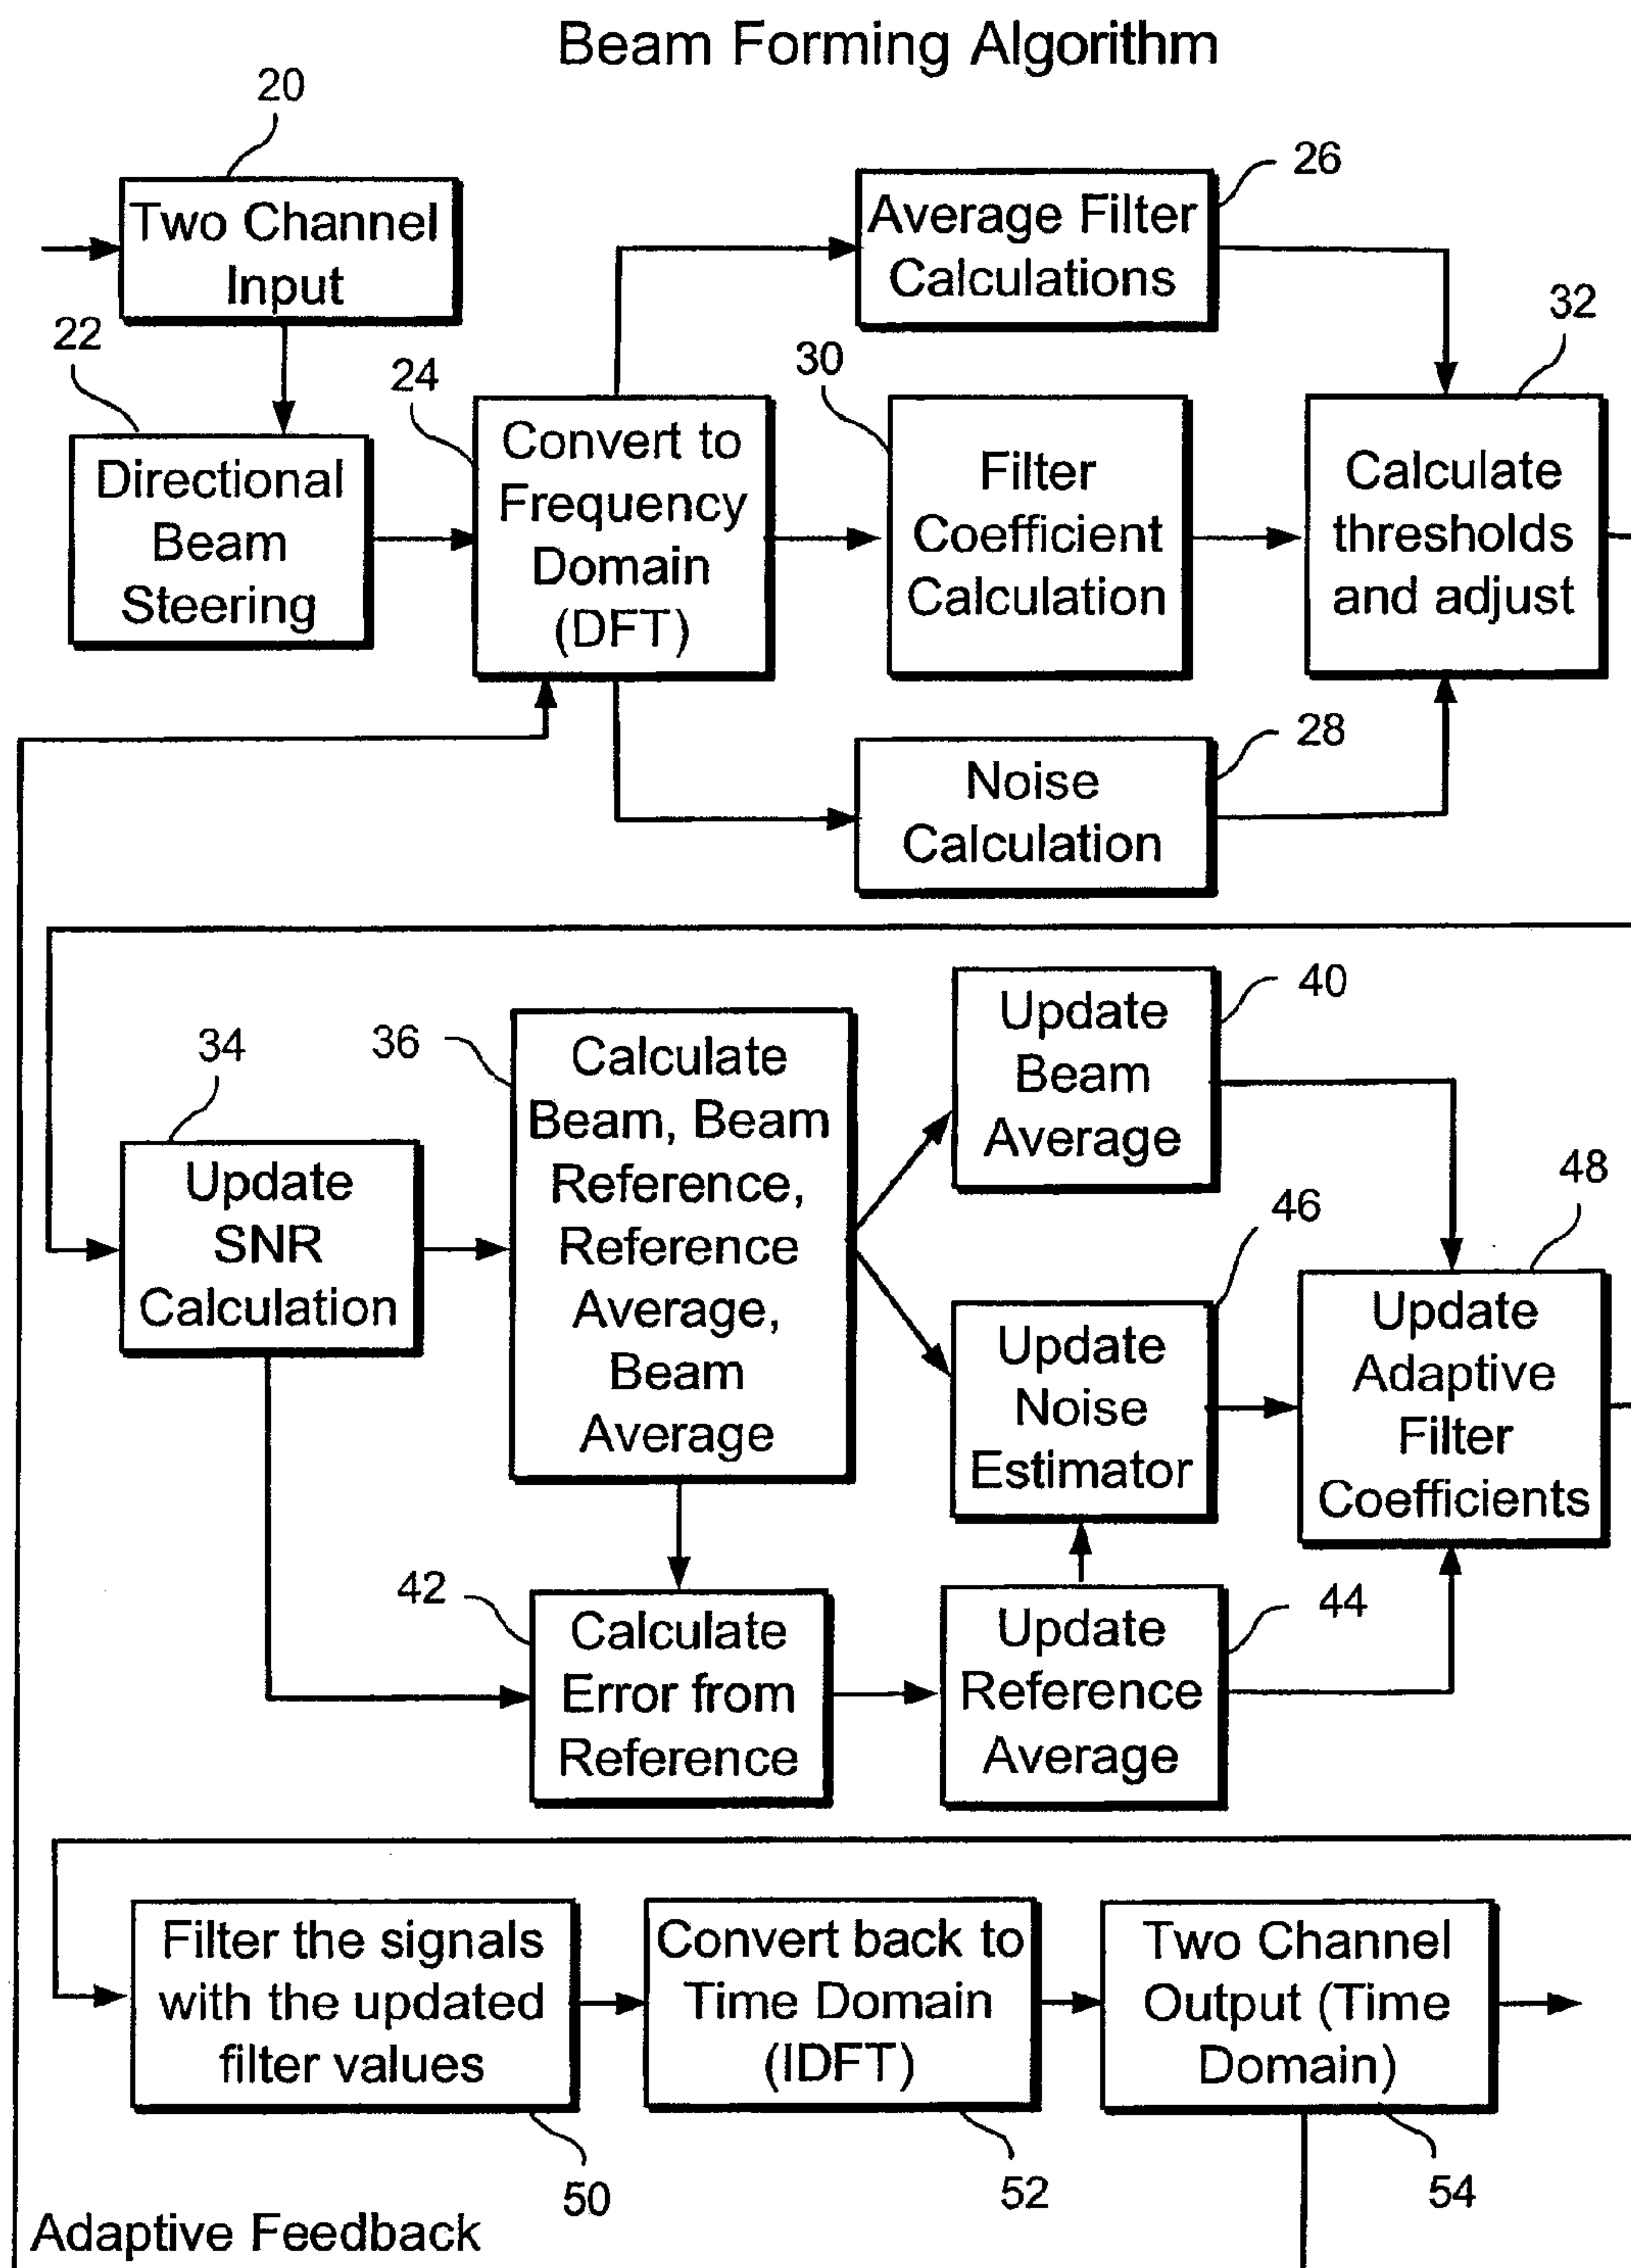 Beam Forming Algorithm
20
Two Channel
Input
22
Directional
Beam
Steering
24
Convert to
Frequency
Domain
(DFT)
26
Average Filter
Calculations
30
Filter
Coefficient
Calculation
32
Calculate
thresholds
and adjust
28
Noise
Calculation
34
Update
SNR
Calculation
36
Calculate
Beam, Beam
Reference,
Reference
Average,
Beam
Average
40
Update
Beam
Average
46
Update
Noise
Estimator
48
Update
Adaptive
Filter
Coefficients
42
Calculate
Error from
Reference
44
Update
Reference
Average
Filter the signals
with the updated
filter values
50
Convert back to
Time Domain
(IDFT)
52
Two Channel
Output (Time
Domain)
54
Adaptive Feedback